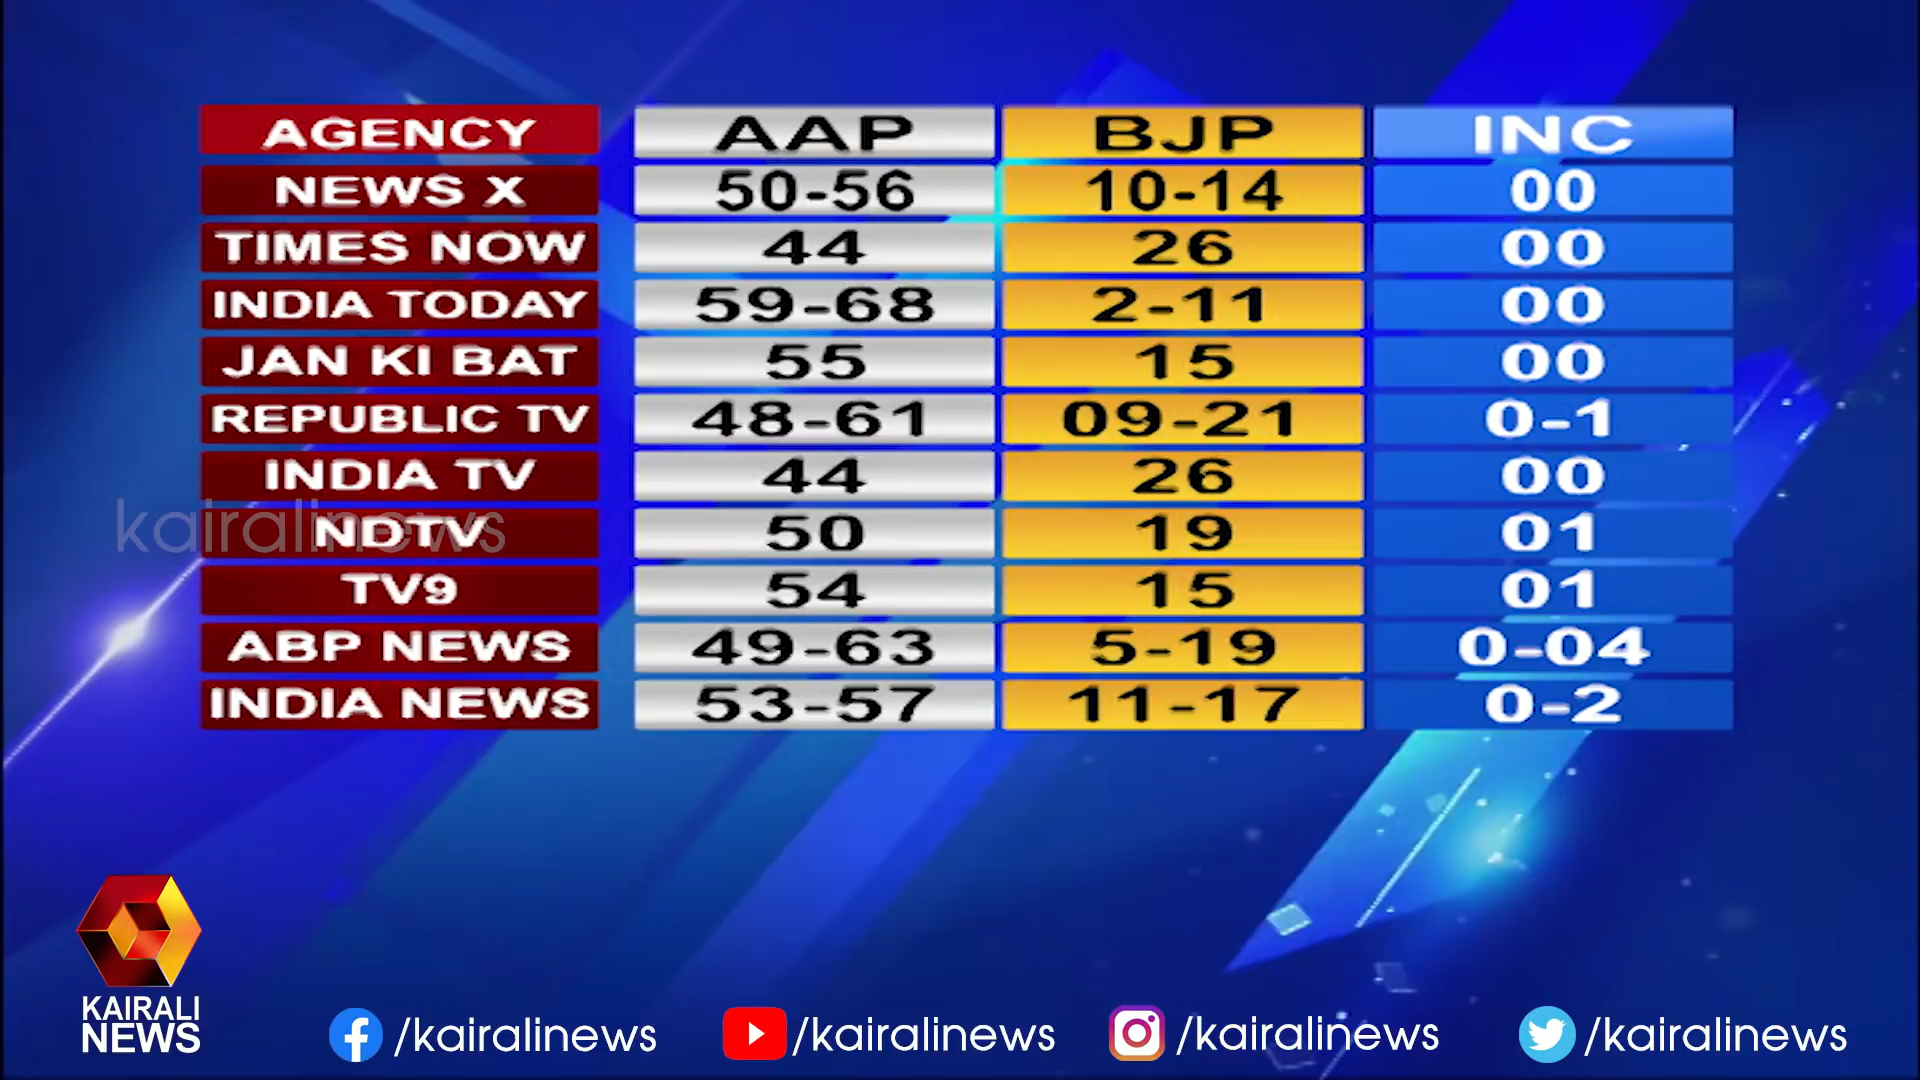 AGENCY AAP BJP INC
NEWS X 50-56 10-14 00
TIMES NOW 44 26 00
INDIA TODAY 59-68 2-11 00
JAN KI BAT 55 15 00
REPUBLIC TV 48-61 09-21 0-1
INDIA TV 44 26 00
kairalinews
NDTV 50 19 01
TV9 54 15 01
ABP NEWS 49-63 5-19 0-04
INDIA NEWS 53-57 11-17 0-2
KAIRALI
NEWS
/kairalinews /kairalinews /kairalinews /kairalinews